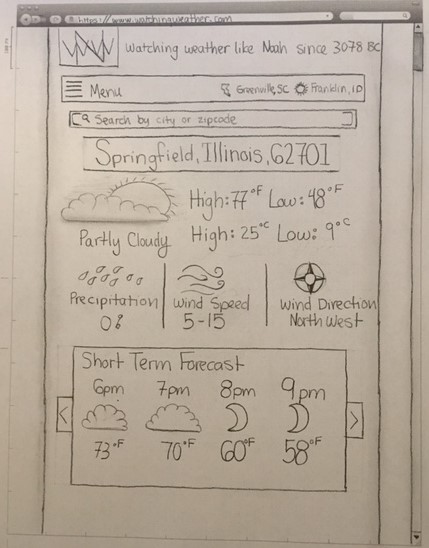 https://www.watchingweather.com
WW
Watching weather like Noah since 3078 BC
Menu
Greenville, SC
Franklin, ID
Search by city or zipcode
Springfield, Illinois, 62701
High: 77°F Low: 48°F
Partly Cloudy
High: 25°C Low: 9°C
Precipitation
0%
Wind Speed
5-15
Wind Direction
North West
Short Term Forecast
6pm 7pm 8pm 9pm
73°F 70°F 60°F 58°F